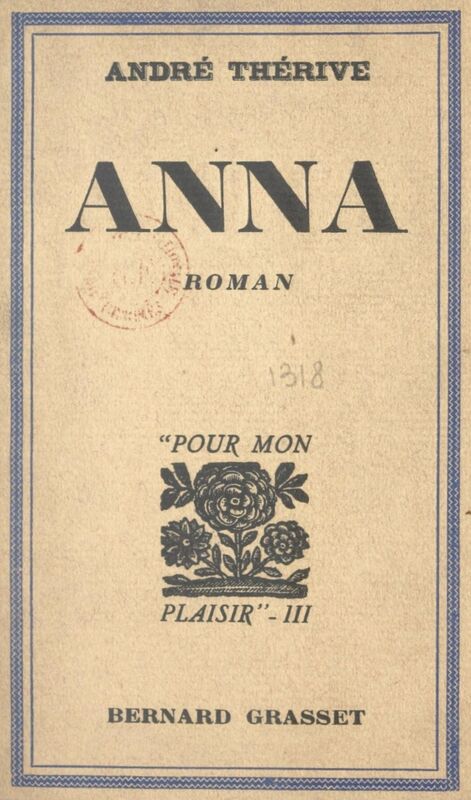 ANDRÉ THÉRIVE
ANNA
ROMAN
1318
"POUR MON
PLAISIR"-III
BERNARD GRASSET